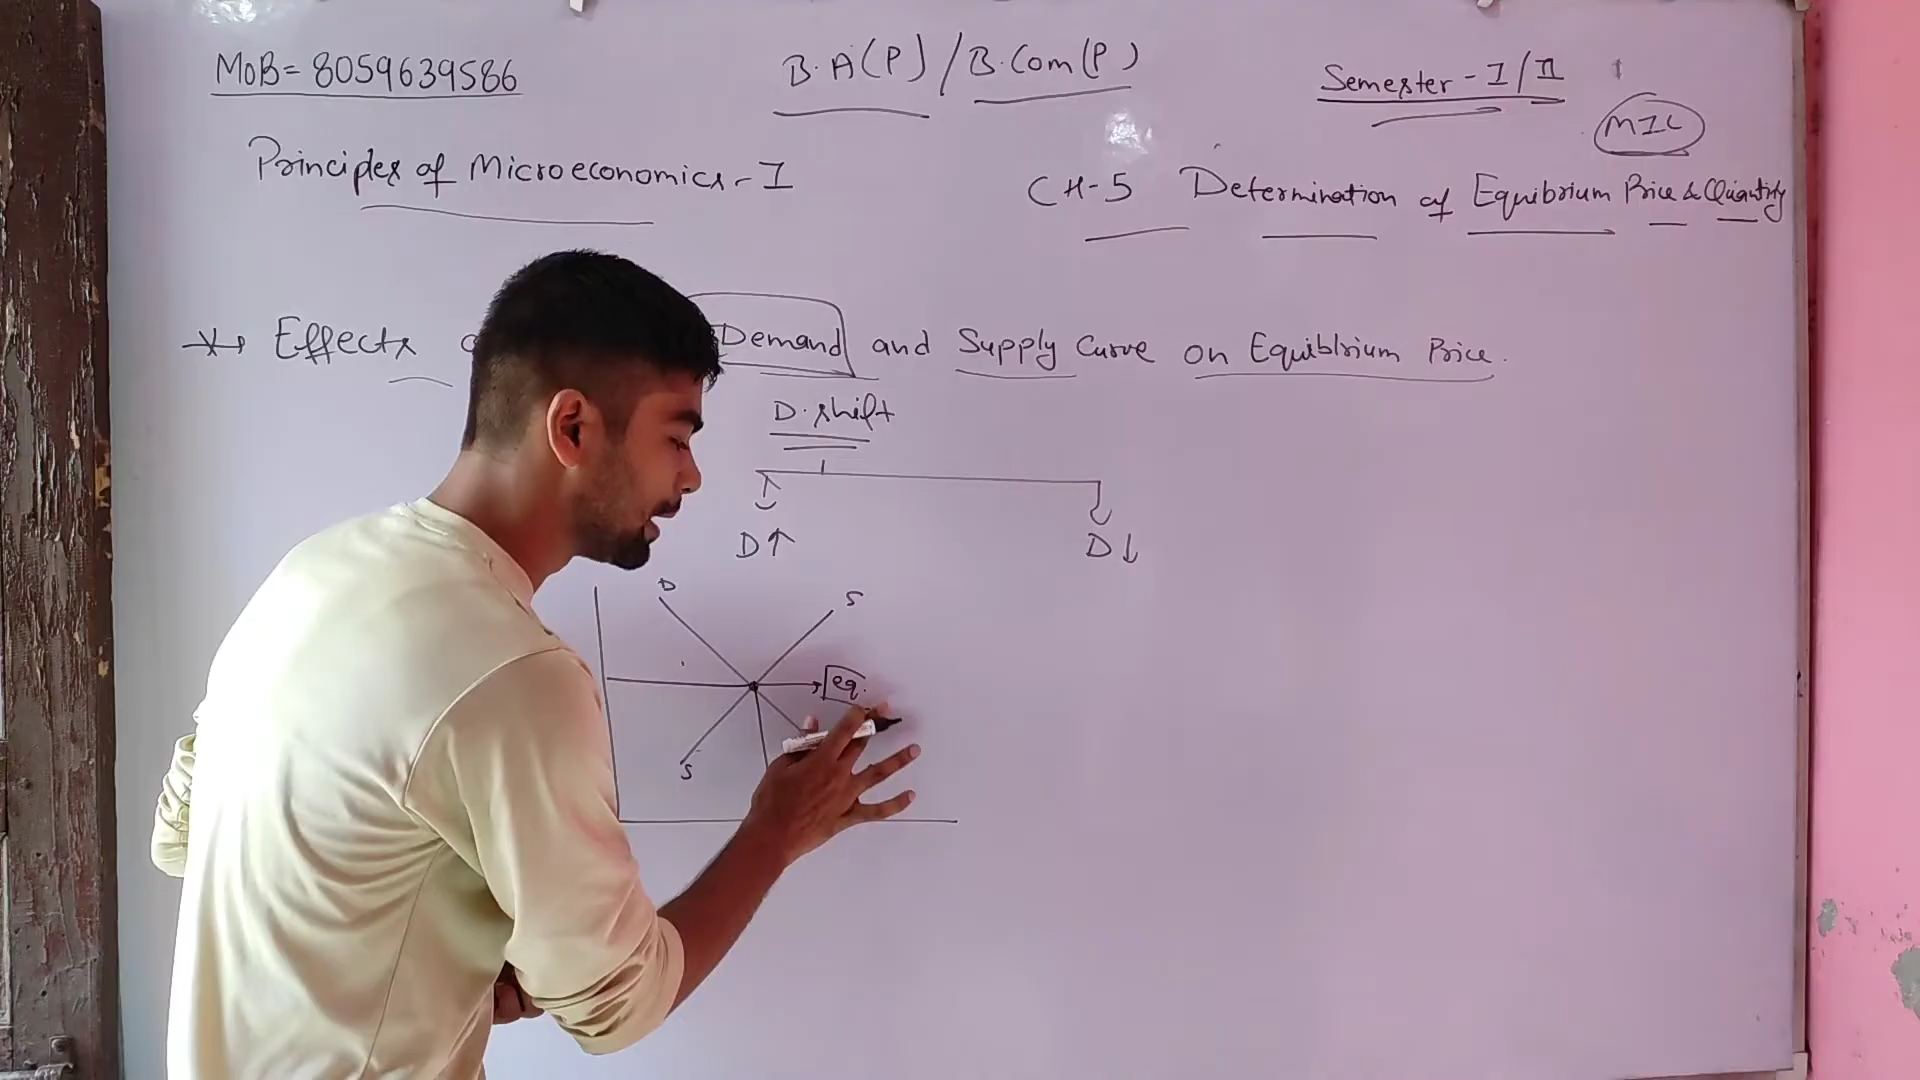 MOB = 8059639586
B.A(P) / B.Com(P)
Semester - I/II
MIL
Principles of Microeconomics - I
CH-5 Determination of Equibrium Price & Quantity
Effects Demand and Supply Curve on Equiblrium Price.
D. shift
D↑
D↓
D
S
eq.
S